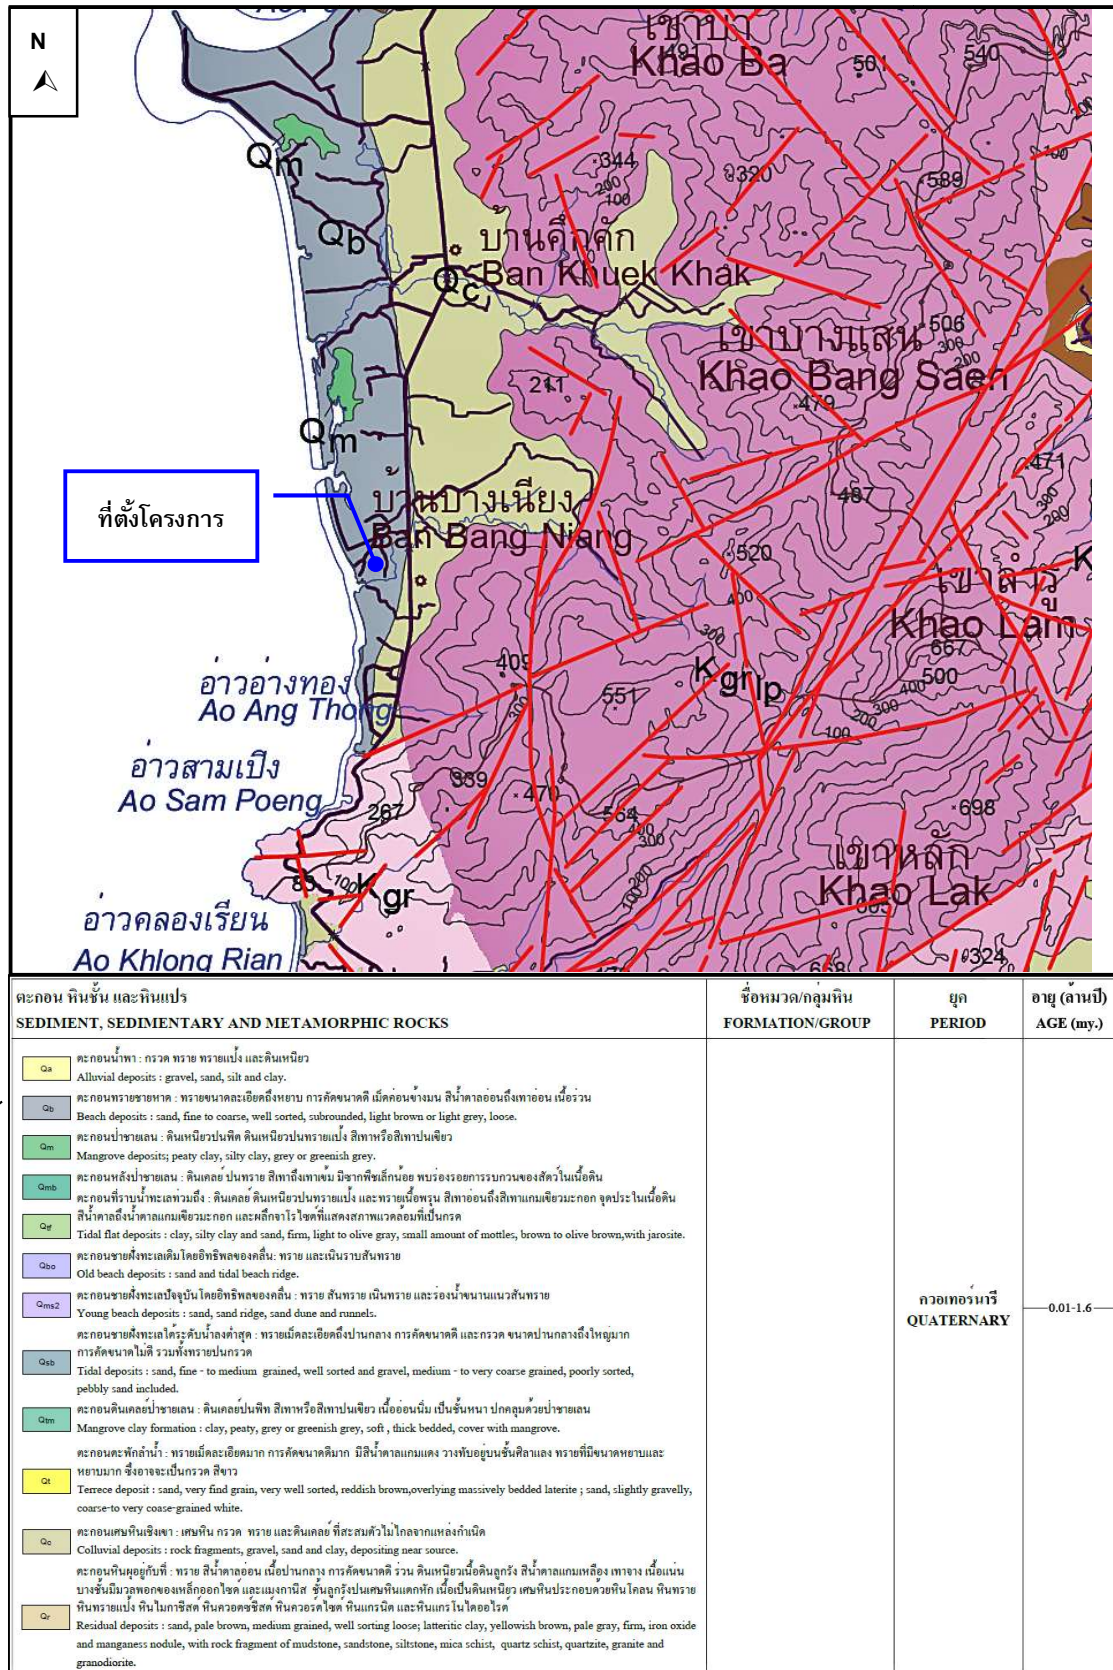 N
เขาบา
Khao Ba
491
501
540
100
Qm
344
200
100
320
589
Qb
บ้านคึกคัก
Ban Khuek Khak
Qc
เขาบางแสน
Khao Bang Saen
506
300
200
211
479
Qm
471
300
200
ที่ตั้งโครงการ
บ้านบางเนียง
Ban Bang Niang
487
520
400
300
เขาลำรู
Khao Lam
667
500
400
300
200
100
409
300
551
Kgr lp
อ่าวอ่างทอง
Ao Ang Thong
อ่าวสามเปิง
Ao Sam Poeng
339
470
267
564
400
300
200
100
698
เขาหลัก
Khao Lak
83
100
Kgr
อ่าวคลองเรียน
Ao Khlong Rian
324
668
ตะกอน หินชั้น และหินแปร
SEDIMENT, SEDIMENTARY AND METAMORPHIC ROCKS
ชื่อหมวด/กลุ่มหิน
FORMATION/GROUP
ยุค
PERIOD
อายุ (ล้านปี)
AGE (my.)
Qa
ตะกอนน้ำพา : กรวด ทราย ทรายแป้ง และดินเหนียว
Alluvial deposits : gravel, sand, silt and clay.
Qb
ตะกอนทรายชายหาด : ทรายขนาดละเอียดถึงหยาบ การคัดขนาดดี เม็ดค่อนข้างมน สีน้ำตาลอ่อนถึงเทาอ่อน เนื้อร่วน
Beach deposits : sand, fine to coarse, well sorted, subrounded, light brown or light grey, loose.
Qm
ตะกอนป่าชายเลน : ดินเหนียวปนพีต ดินเหนียวปนทรายแป้ง สีเทาหรือสีเทาปนเขียว
Mangrove deposits; peaty clay, silty clay, grey or greenish grey.
Qmb
ตะกอนหลังป่าชายเลน : ดินเคลย์ ปนทราย สีเทาถึงเทาเข้ม มีซากพืชเล็กน้อย พบร่องรอยการรบกวนของสัตว์ในเนื้อดิน
Qtf
ตะกอนที่ราบน้ำทะเลท่วมถึง : ดินเคลย์ ดินเหนียวปนทรายแป้ง และทรายเนื้อพรุน สีเทาอ่อนถึงสีเทาแกมเขียวมะกอก จุดประในเนื้อดิน
สีน้ำตาลถึงน้ำตาลแกมเขียวมะกอก และผลึกจาโรไซต์ที่แสดงสภาพแวดล้อมที่เป็นกรด
Tidal flat deposits : clay, silty clay and sand, firm, light to olive gray, small amount of mottles, brown to olive brown,with jarosite.
Qbo
ตะกอนชายฝั่งทะเลเดิมโดยอิทธิพลของคลื่น: ทราย และเนินราบสันทราย
Old beach deposits : sand and tidal beach ridge.
Qms2
ตะกอนชายฝั่งทะเลปัจจุบันโดยอิทธิพลของคลื่น : ทราย สันทราย เนินทราย และร่องน้ำขนานแนวสันทราย
Young beach deposits : sand, sand ridge, sand dune and runnels.
Qsb
ตะกอนชายฝั่งทะเลใต้ระดับน้ำลงต่ำสุด : ทรายเม็ดละเอียดถึงปานกลาง การคัดขนาดดี และกรวด ขนาดปานกลางถึงใหญ่มาก
การคัดขนาดไม่ดี รวมทั้งทรายปนกรวด
Tidal deposits : sand, fine - to medium grained, well sorted and gravel, medium - to very coarse grained, poorly sorted,
pebbly sand included.
Qtm
ตะกอนดินเคลย์ป่าชายเลน : ดินเคลย์ปนพีท สีเทาหรือสีเทาปนเขียว เนื้ออ่อนนิ่ม เป็นชั้นหนา ปกคลุมด้วยป่าชายเลน
Mangrove clay formation : clay, peaty, grey or greenish grey, soft , thick bedded, cover with mangrove.
Qt
ตะกอนตะพักลำน้ำ : ทรายเม็ดละเอียดมาก การคัดขนาดดีมาก มีสีน้ำตาลแกมแดง วางทับอยู่บนชั้นศิลาแลง ทรายที่มีขนาดหยาบและ
หยาบมาก ซึ่งอาจจะเป็นกรวด สีขาว
Terrece deposit : sand, very find grain, very well sorted, reddish brown,overlying massively bedded laterite ; sand, slightly gravelly,
coarse-to very coase-grained white.
Qc
ตะกอนเศษหินเชิงเขา : เศษหิน กรวด ทราย และดินเคลย์ ที่สะสมตัวไม่ไกลจากแหล่งกำเนิด
Colluvial deposits : rock fragments, gravel, sand and clay, depositing near source.
Qr
ตะกอนหินผุอยู่กับที่ : ทราย สีน้ำตาลอ่อน เนื้อปานกลาง การคัดขนาดดี ร่วน ดินเหนียวเนื้อดินลูกรัง สีน้ำตาลแกมเหลือง เทาจาง เนื้อแน่น
บางชั้นมีมวลพอกของเหล็กออกไซด์ และแมงกานีส ชั้นลูกรังปนเศษหินแตกหัก เนื้อเป็นดินเหนียว เศษหินประกอบด้วยหินโคลน หินทราย
หินทรายแป้ง หินไมกาชีสต์ หินควอตซ์ชีสต์ หินควอร์ตไซต์ หินแกรนิต และหินแกรโนไดออไรต์
Residual deposits : sand, pale brown, medium grained, well sorting loose; latteritic clay, yellowish brown, pale gray, firm, iron oxide
and manganess nodule, with rock fragment of mudstone, sandstone, siltstone, mica schist, quartz schist, quartzite, granite and
granodiorite.
ควอเทอร์นารี
QUATERNARY
0.01-1.6